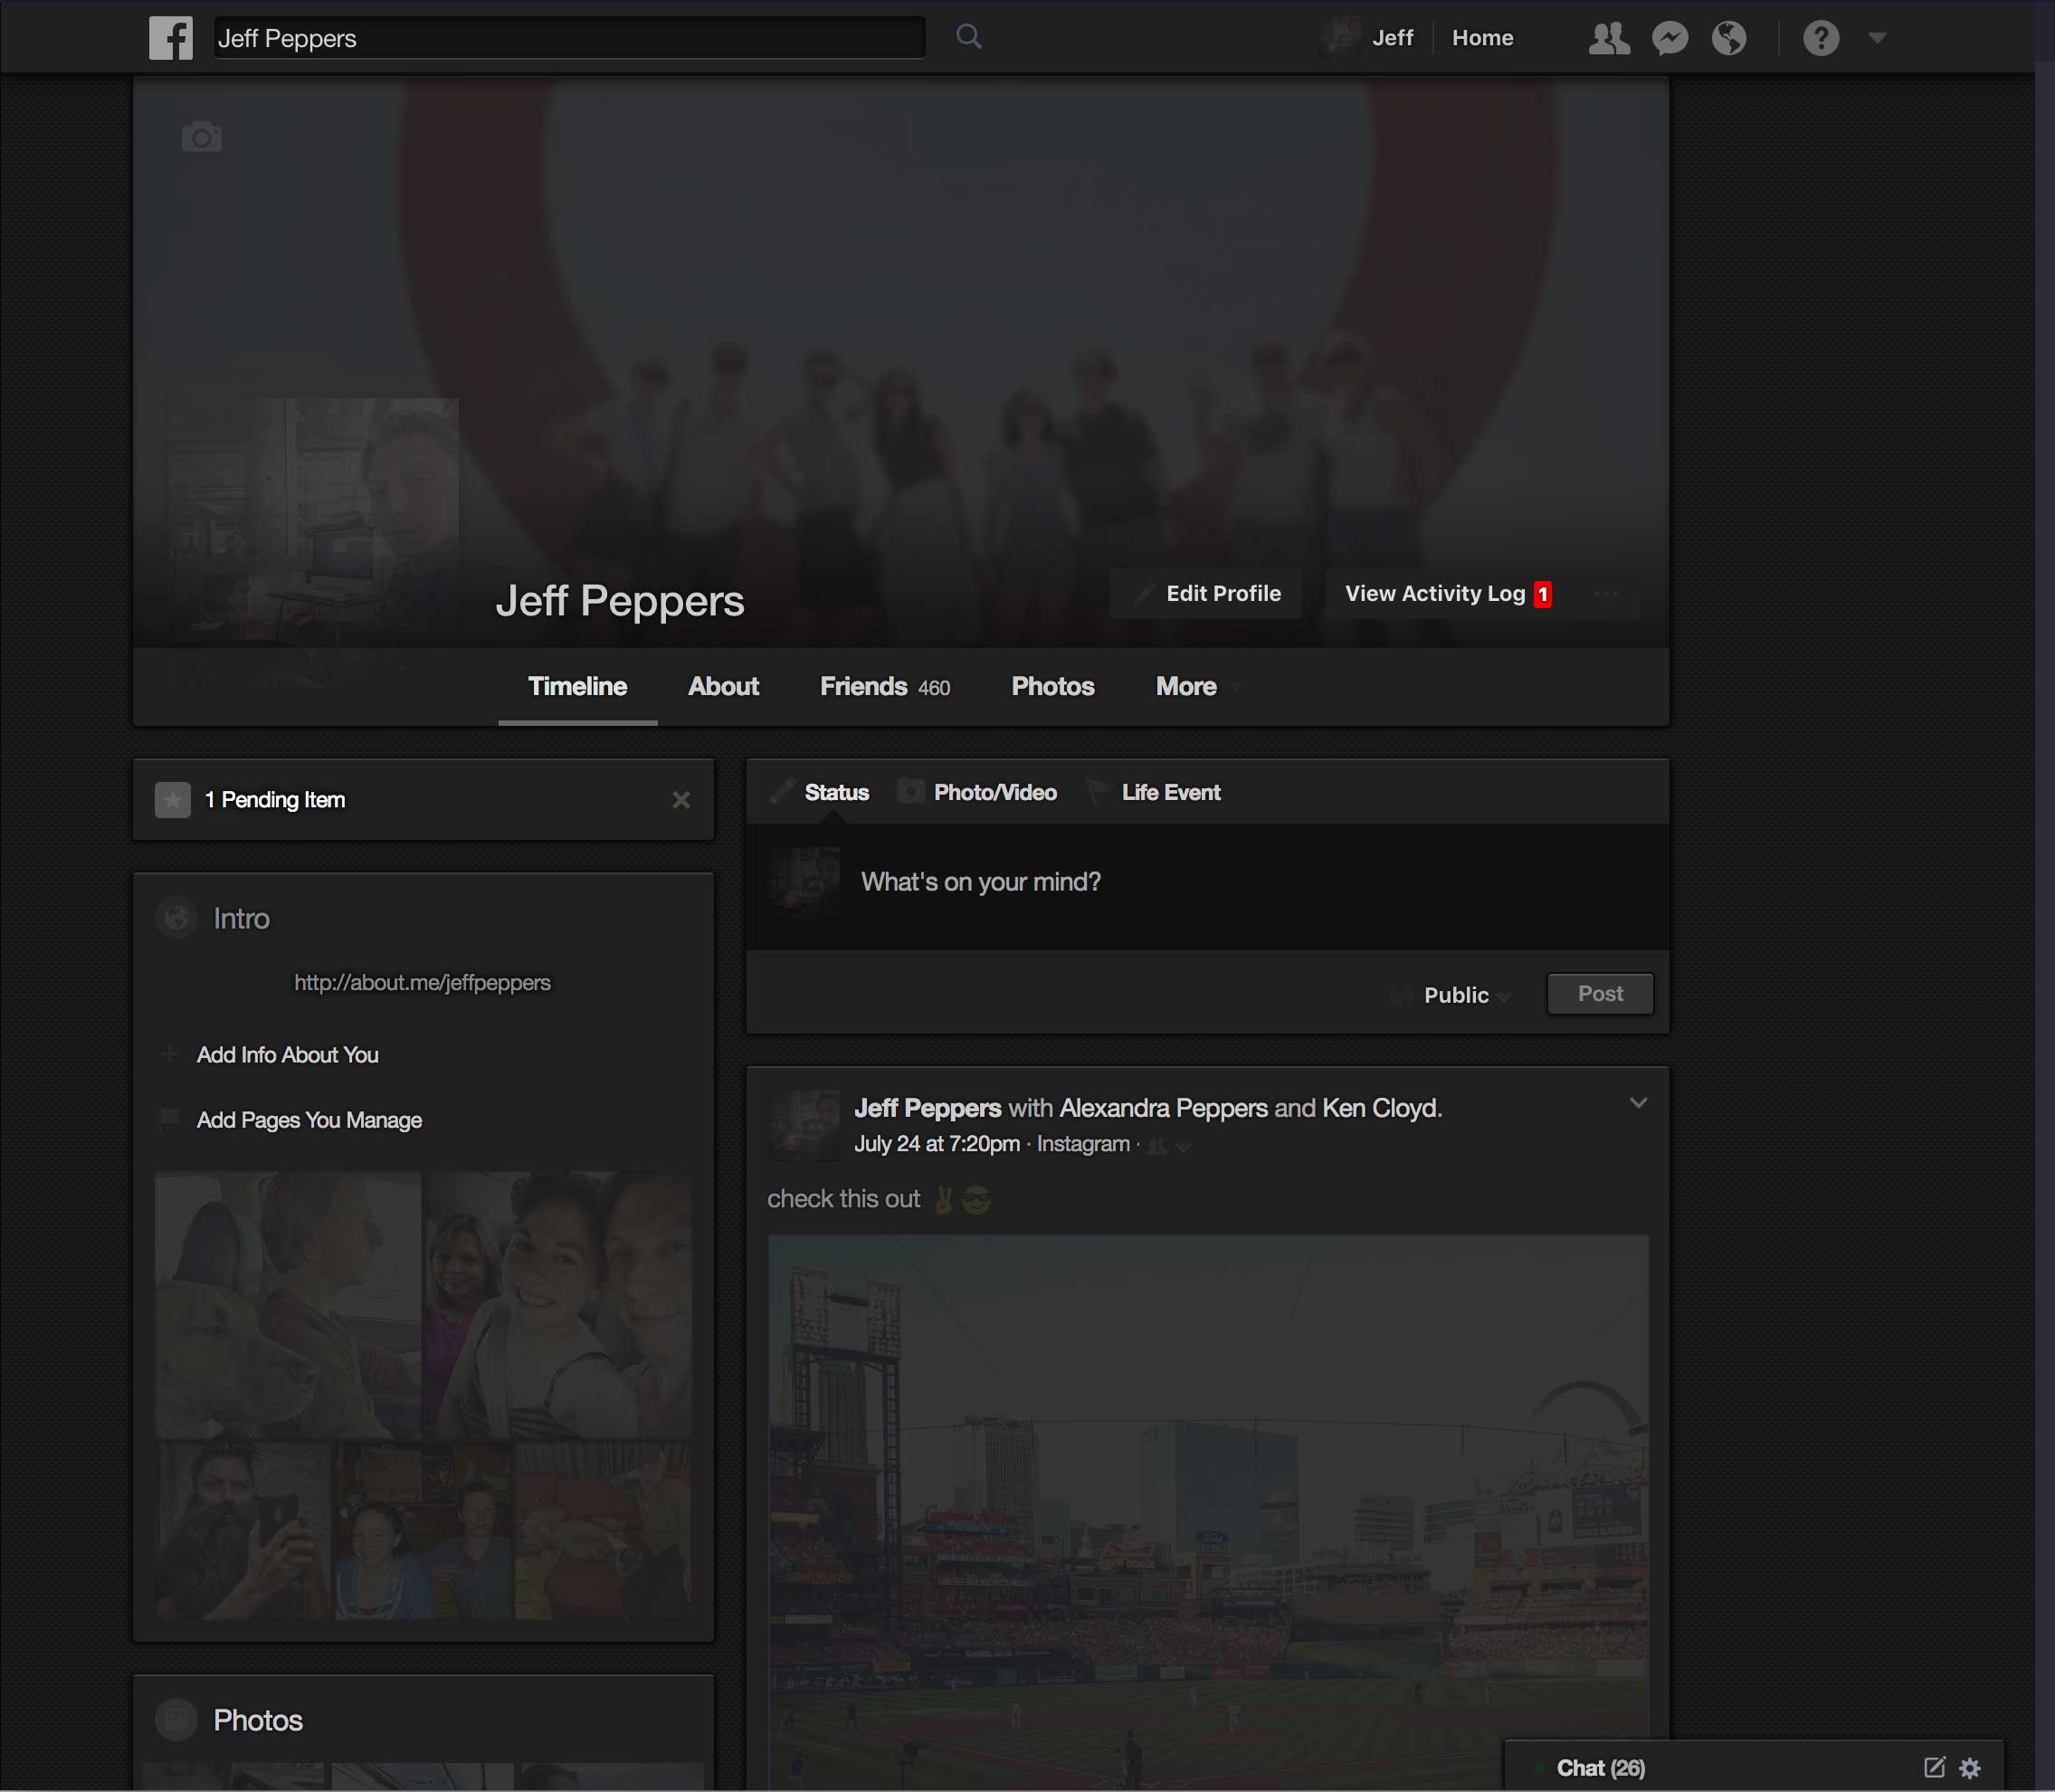 Jeff Peppers
Jeff
Home
Jeff Peppers
Edit Profile
View Activity Log 1
Timeline
About
Friends 460
Photos
More
1 Pending Item
Intro
http://about.me/jeffpeppers
Add Info About You
Add Pages You Manage
Photos
Status
Photo/Video
Life Event
What's on your mind?
Public
Post
Jeff Peppers with Alexandra Peppers and Ken Cloyd.
July 24 at 7:20pm · Instagram ·
check this out
Ford
Chat (26)